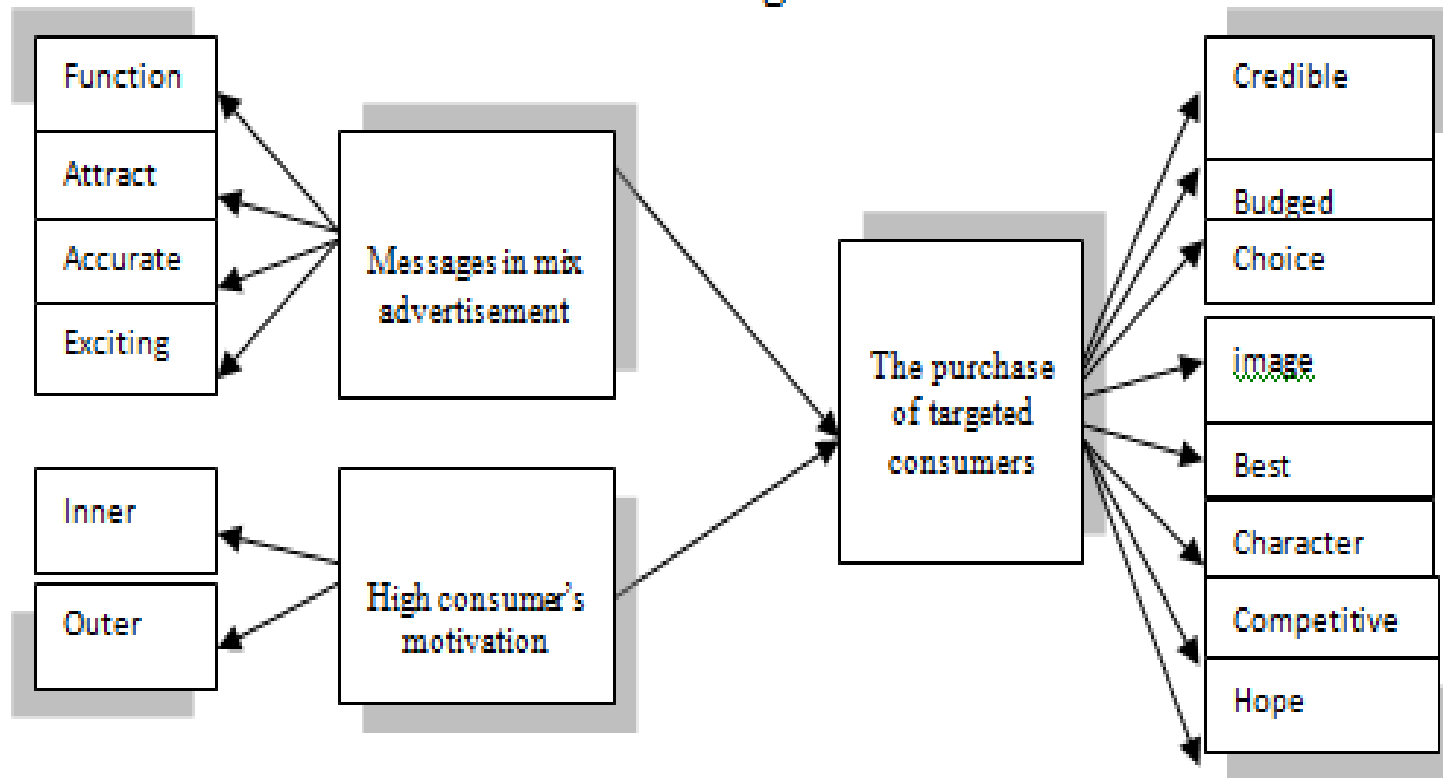 Function
Attract
Accurate
Exciting
Messages in mix
advertisement
Inner
Outer
High consumer's
motivation
The purchase
of targeted
consumers
Credible
Budged
Choice
image
Best
Character
Competitive
Hope